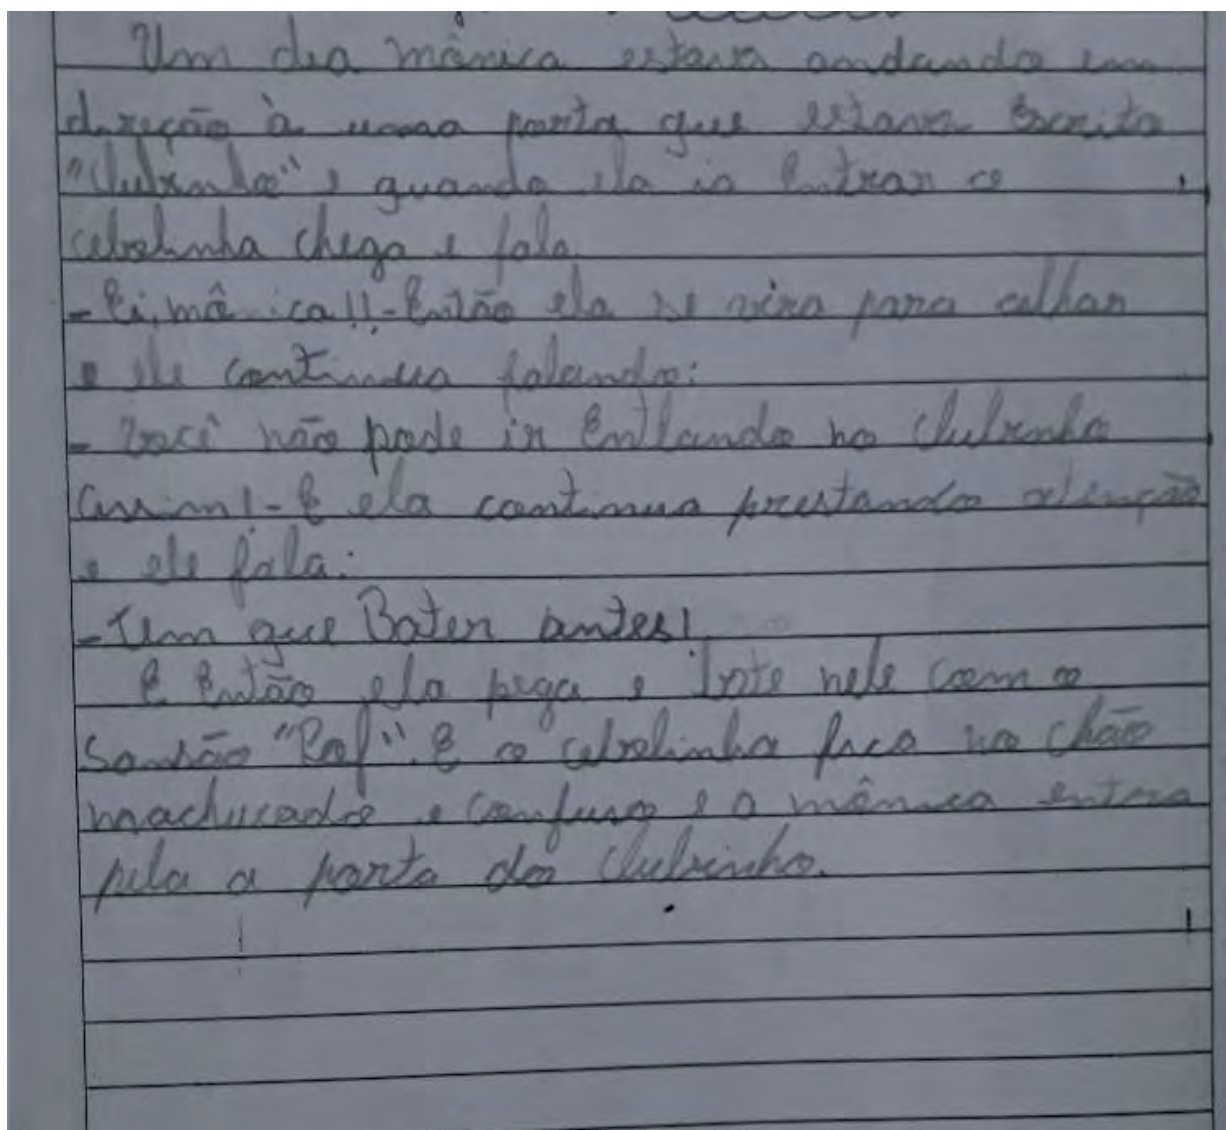 Um dia mônica estava andando em
direção à uma porta que estava Escrito
"Clubinho", quando ela ia Entrar o
cebolinha chega e fala.
- Ei, mônica!! - Então ela se vira para olhar
e ele continua falando:
- você não pode ir Entlando no clubinho
assim! - E ela continua prestando atenção
e ele fala:
- Tem que Bater antes!
E Então ela pega e bate nele com o
Sansão "Pof". E o cebolinha fica no chão
machucado e confuso e a mônica entra
pela a porta do Clubinho.